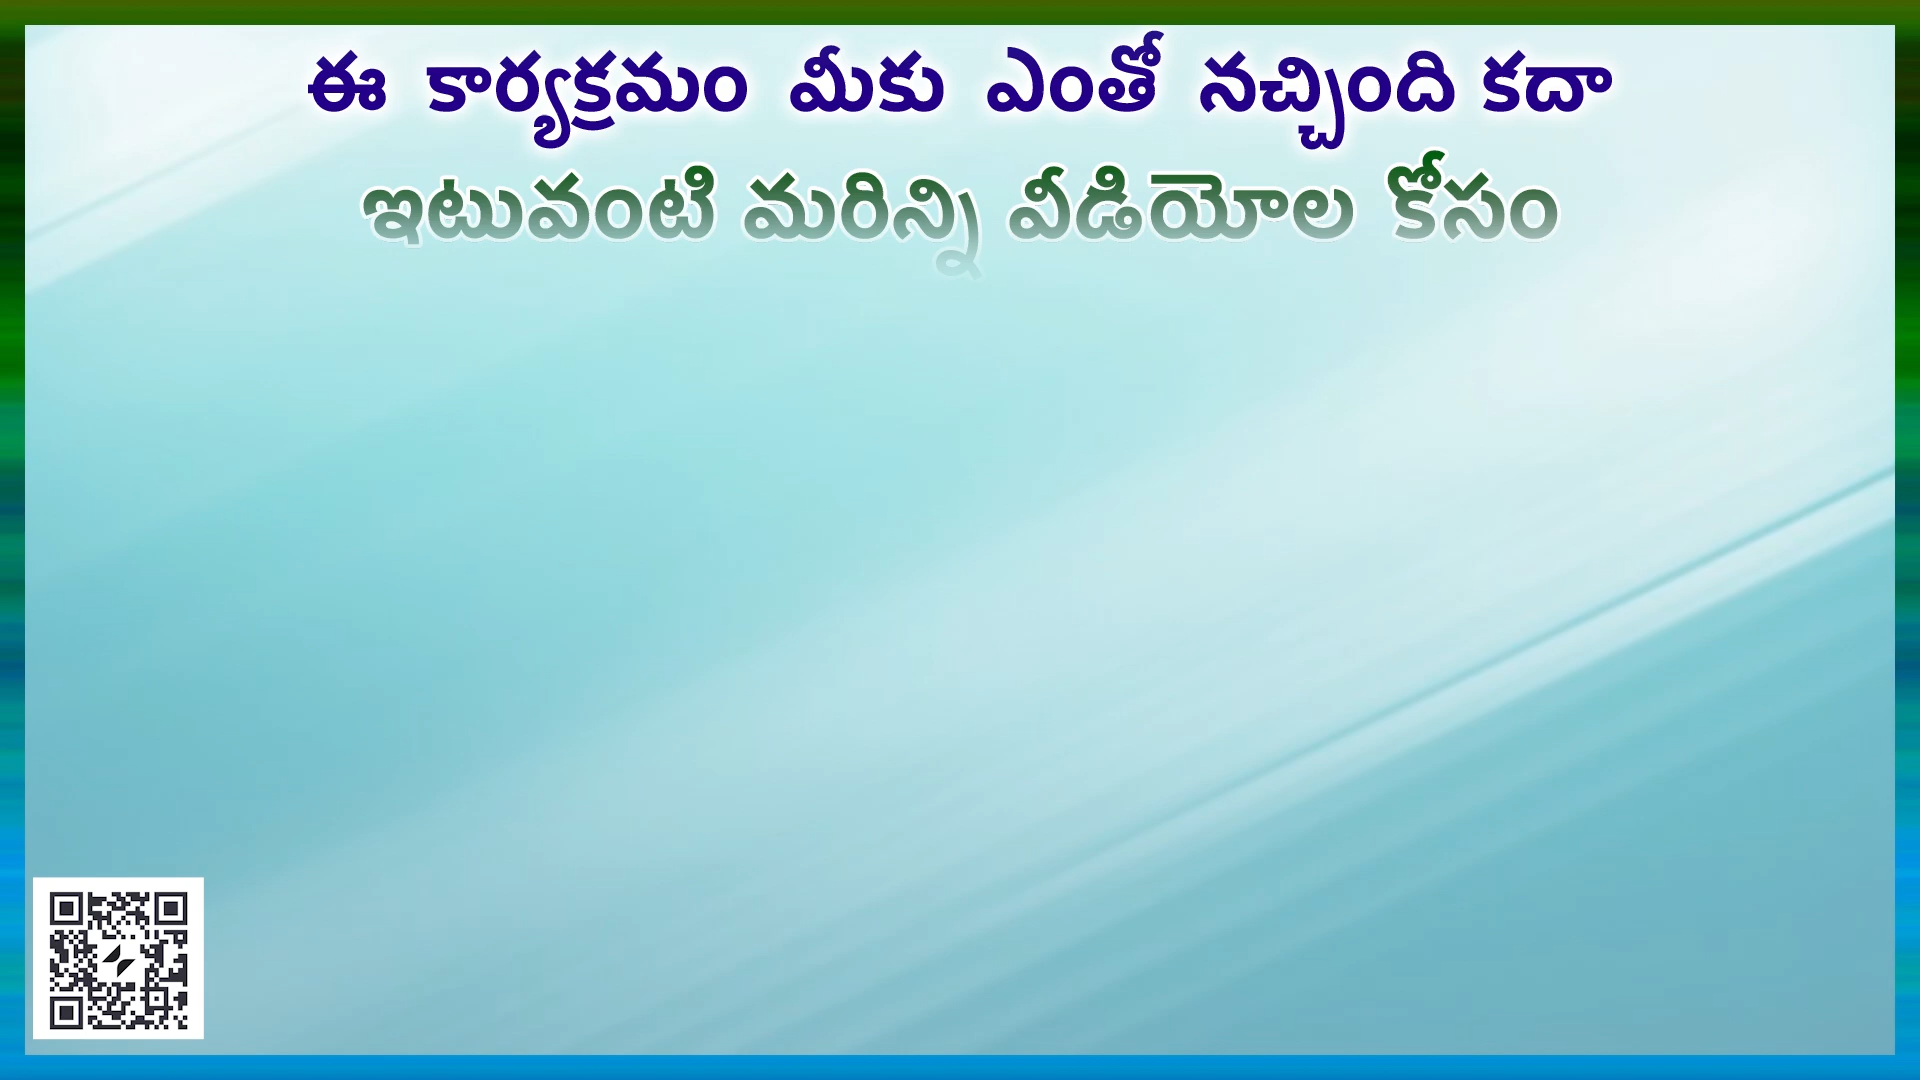 ఈ కార్యక్రమం మీకు ఎంతో నచ్చింది కదా
ఇటువంటి మరిన్ని వీడియోల కోసం